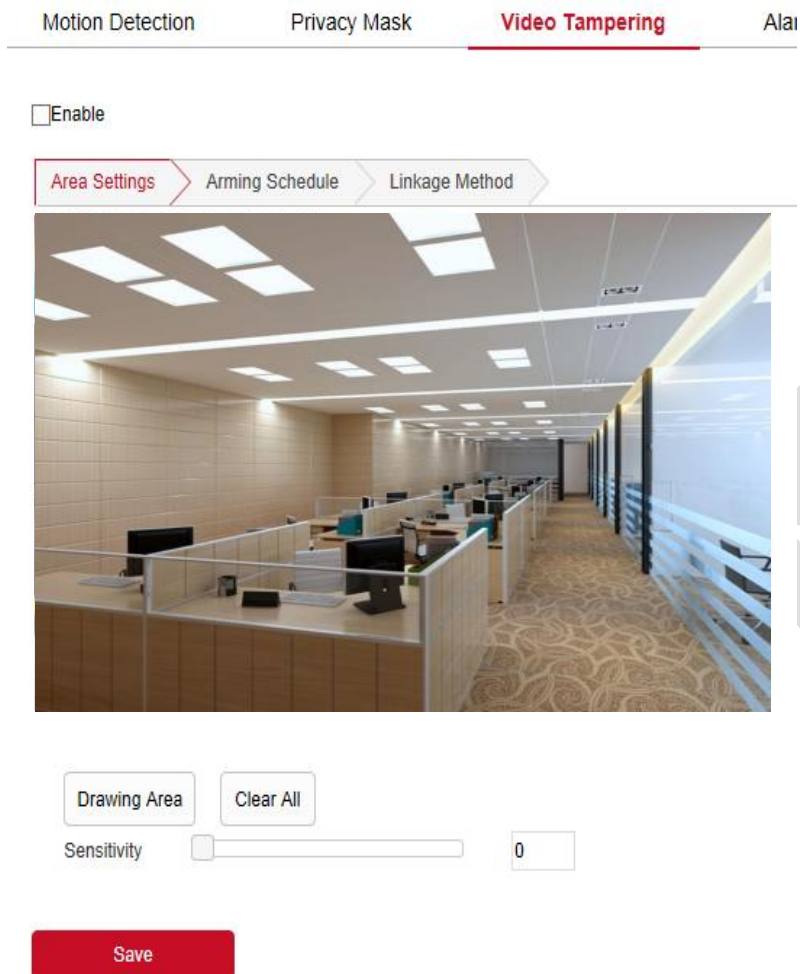 Motion Detection Privacy Mask Video Tampering
Enable
Area Settings Arming Schedule Linkage Method
Drawing Area Clear All
Sensitivity 0
Save